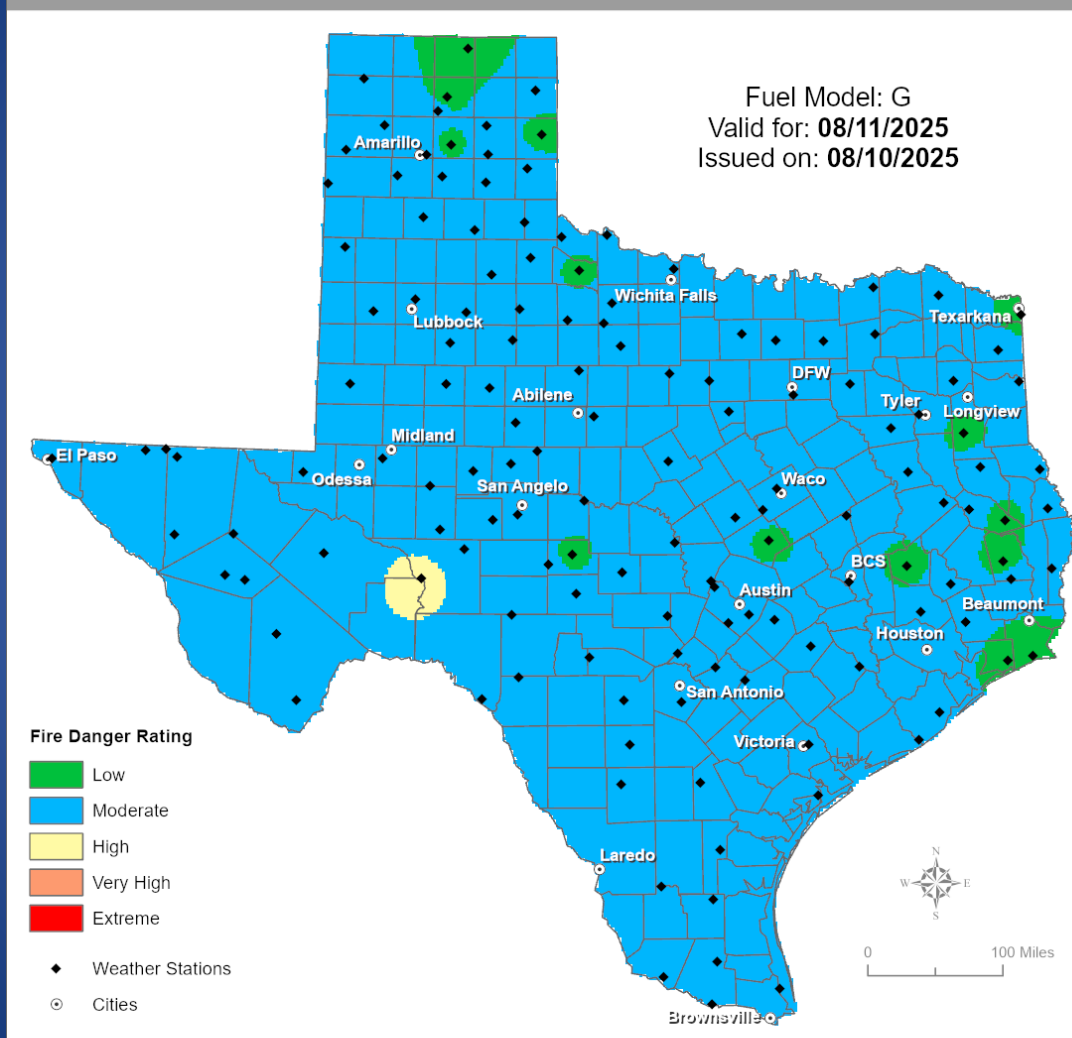 Fuel Model: G
Valid for: 08/11/2025
Issued on: 08/10/2025
Amarillo
Wichita Falls
Lubbock
Texarkana
DFW
Abilene
Tyler
Longview
Midland
El Paso
Odessa
San Angelo
Waco
BCS
Austin
Beaumont
Houston
San Antonio
Victoria
Fire Danger Rating
Low
Moderate
High
Very High
Extreme
Weather Stations
Cities
Laredo
N
W E
S
0 100 Miles
Brownsville